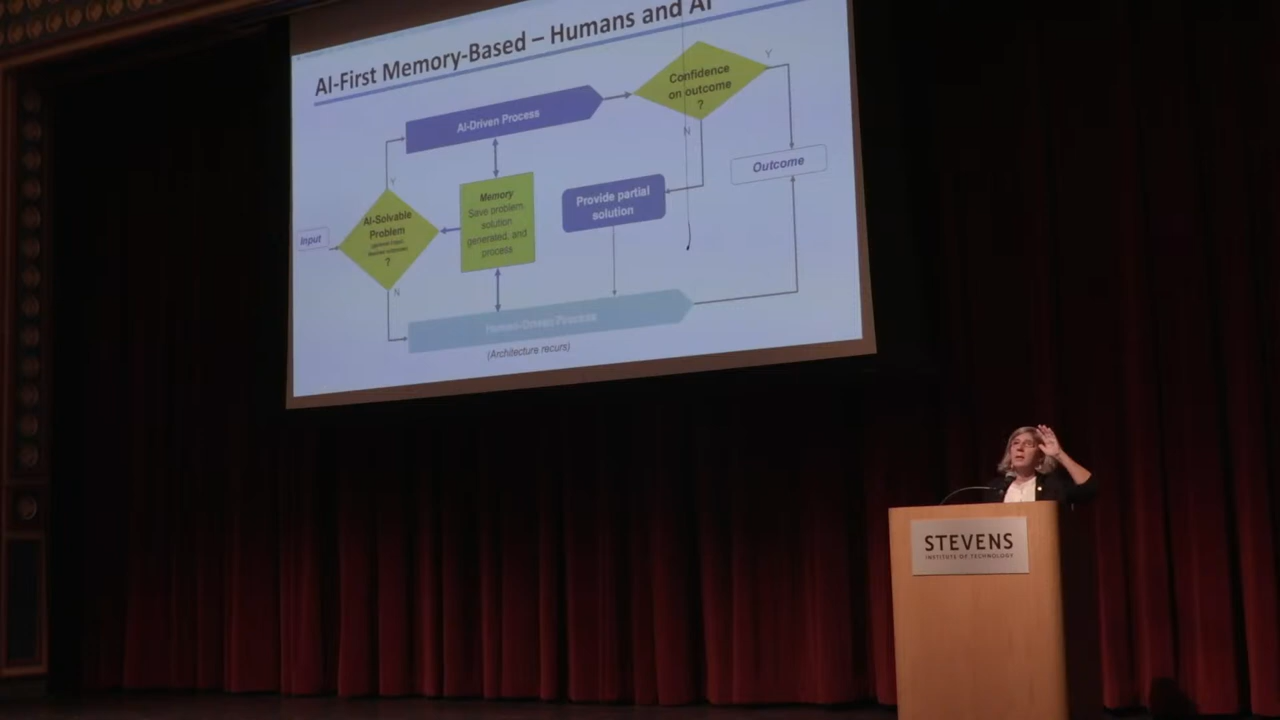 AI-First Memory-Based – Humans and AI
AI-Driven Process
Confidence
on outcome
?
Y
N
Outcome
Provide partial
solution
Memory
Save problem,
solution
generated, and
process
Input
AI-Solvable
Problem
?
Y
N
Human-Driven Process
(Architecture recurs)
STEVENS
INSTITUTE OF TECHNOLOGY